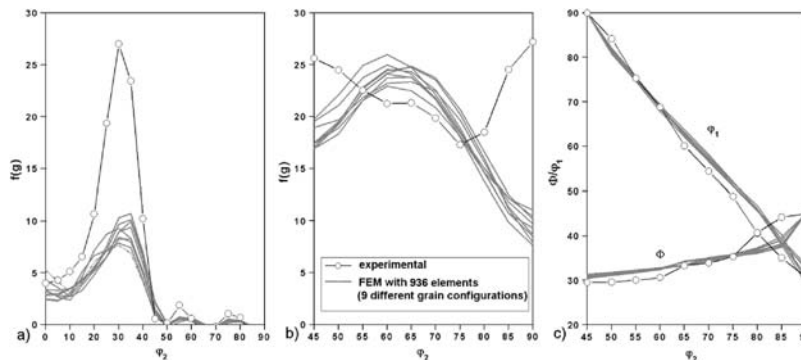 f(g)
30
25
20
15
10
5
0
0 10 20 30 40 50 60 70 80 90
φ2
a)
f(g)
30
25
20
15
10
5
0
45 50 55 60 65 70 75 80 85 90
φ2
b)
experimental
FEM with 936 elements
(9 different grain configurations)
Φ/φ1
90
80
70
60
50
40
30
20
φ1
Φ
45 50 55 60 65 70 75 80 85
φ2
c)